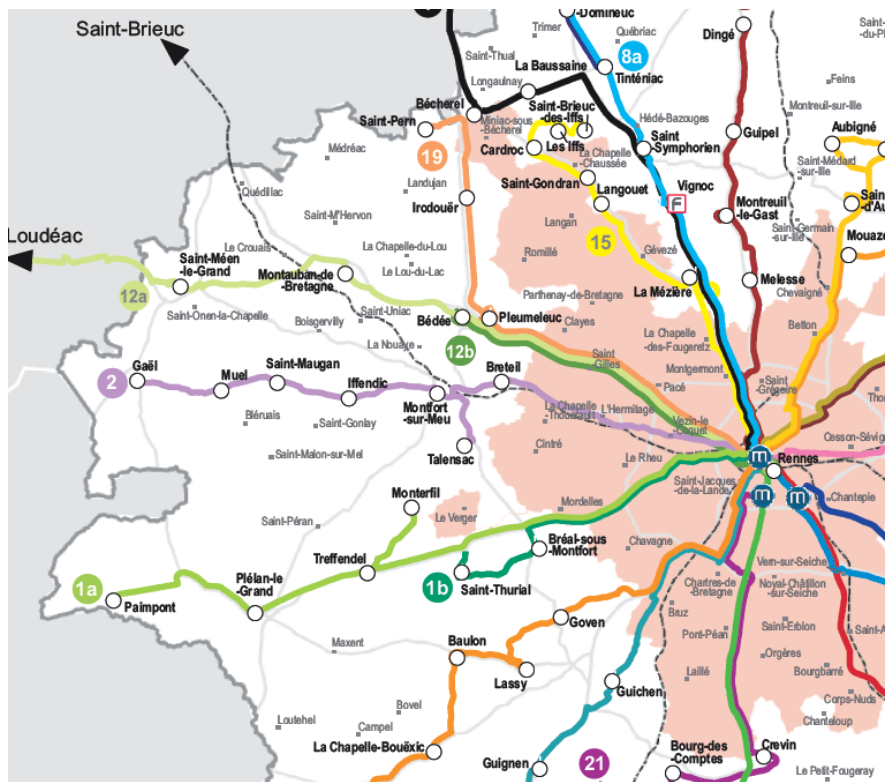 -Domineuc
Trimer
Québriac
Dingé
Saint
-du-P
Saint-Brieuc
Saint-Thual
8a
La Baussaine
Tinténiac
Feins
Longaulnay
Montreuil-sur-Ille
Bécherel
Saint-Brieuc
-des-Iffs
Hédé-Bazouges
Saint-Pern
Miniac-sous
-Bécherel
Guipel
Aubigné
Médréac
19
Cardroc
Les Iffs
Saint
-Symphorien
La Chapelle
-Chaussée
Saint-Médard
-sur-Ille
Landujan
Saint-Gondran
Quédillac
Langouet
F
Vignoc
Montreuil
-le-Gast
Sain
-d'Au
Irodouër
Saint-M'Hervon
Langan
Saint-Germain
-sur-Ille
Loudéac
Le Crouais
La Chapelle-du-Lou
Romillé
15
Gévezé
Mouaze
Saint-Méen
-le-Grand
Le Lou-du-Lac
Montauban-de
-Bretagne
La Mézière
Melesse
Chevaigné
12a
Parthenay-de-Bretagne
Saint-Onen-la-Chapelle
Saint-Uniac
Boisgervilly
Bédée
Pleumeleuc
Clayes
Betton
La Nouaye
12b
La Chapelle
-des-Fougeretz
Saint
Gilles
Montgermont
Gaël
Saint-Maugan
Breteil
Pacé
Saint
-Grégoire
2
Muel
Iffendic
Tho
Bléruais
Saint-Gonlay
Montfort
-sur-Meu
La Chapelle
-Thouarault
L'Hermitage
Vezin-le
-Coquet
Cesson-Sévig
Talensac
Cintré
Saint-Malon-sur-Mel
Le Rheu
m
Rennes
Saint-Jacques
-de-la-Lande
m
m
Chantepie
Monterfil
Mordelles
Saint-Péran
Le Verger
Treffendel
Bréal-sous
-Montfort
Chavagne
Vern-sur-Seiche
1a
Plélan-le
-Grand
1b
Saint-Thurial
Chartres-de
-Bretagne
Noyal-Châtillon
-sur-Seiche
Paimpont
Bruz
Goven
Pont-Péan
Saint-Erblon
Saint-A
Maxent
Baulon
Orgères
Lassy
Laillé
Bourgbarré
Guichen
Corps-Nuds
Loutehel
Bovel
Campel
Chanteloup
La Chapelle-Bouëxic
Guignen
21
Bourg-des
-Comptes
Crevin
Le Petit-Fougeray